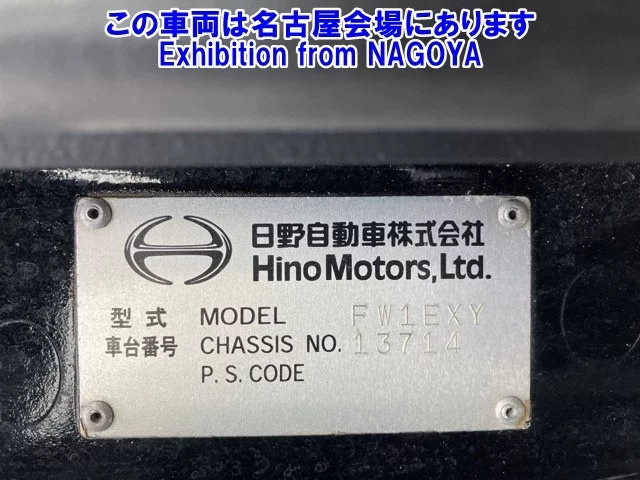 この車両は名古屋会場にあります
Exhibition from NAGOYA
日野自動車株式会社
Hino Motors, Ltd.
型式 MODEL FW1EXY
車台番号 CHASSIS NO. 13714
P. S. CODE